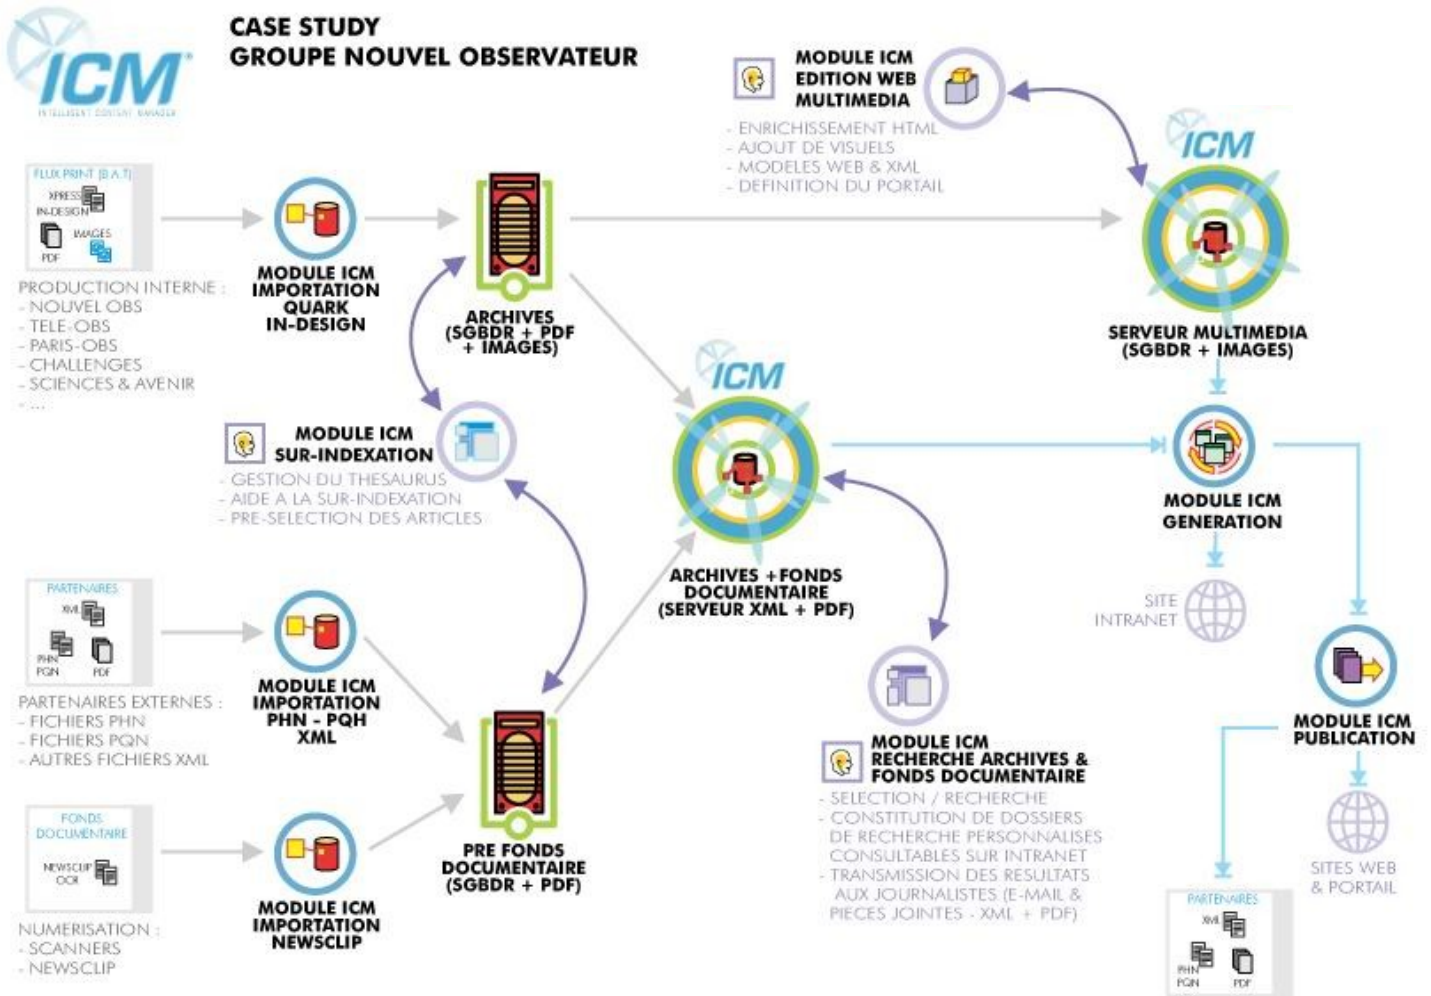 ICM
INTELLIGENT CONTENT MANAGER
CASE STUDY
GROUPE NOUVEL OBSERVATEUR
MODULE ICM
EDITION WEB
MULTIMEDIA
- ENRICHISSEMENT HTML
- AJOUT DE VISUELS
- MODELES WEB & XML
- DEFINITION DU PORTAIL
ICM
SERVEUR MULTIMEDIA
(SGBDR + IMAGES)
FLUX PRINT (B.A.T)
XPRESS
IN-DESIGN
IMAGES
PDF
PRODUCTION INTERNE :
- NOUVEL OBS
- TELE-OBS
- PARIS-OBS
- CHALLENGES
- SCIENCES & AVENIR
- ...
MODULE ICM
IMPORTATION
QUARK
IN-DESIGN
ARCHIVES
(SGBDR + PDF
+ IMAGES)
MODULE ICM
SUR-INDEXATION
- GESTION DU THESAURUS
- AIDE A LA SUR-INDEXATION
- PRE-SELECTION DES ARTICLES
ICM
ARCHIVES +FONDS
DOCUMENTAIRE
(SERVEUR XML + PDF)
MODULE ICM
GENERATION
SITE
INTRANET
PARTENAIRES
XML
PHN
PQN
PDF
PARTENAIRES EXTERNES :
- FICHIERS PHN
- FICHIERS PQN
- AUTRES FICHIERS XML
MODULE ICM
IMPORTATION
PHN - PQH
XML
MODULE ICM
RECHERCHE ARCHIVES &
FONDS DOCUMENTAIRE
- SELECTION / RECHERCHE
- CONSTITUTION DE DOSSIERS
DE RECHERCHE PERSONNALISES
CONSULTABLES SUR INTRANET
- TRANSMISSION DES RESULTATS
AUX JOURNALISTES (E-MAIL &
PIECES JOINTES - XML + PDF)
MODULE ICM
PUBLICATION
FONDS
DOCUMENTAIRE
NEWSCLIP
OCR
NUMERISATION :
- SCANNERS
- NEWSCLIP
MODULE ICM
IMPORTATION
NEWSCLIP
PRE FONDS
DOCUMENTAIRE
(SGBDR + PDF)
SITES WEB
& PORTAIL
PARTENAIRES
XML
PHN
PQN
PDF